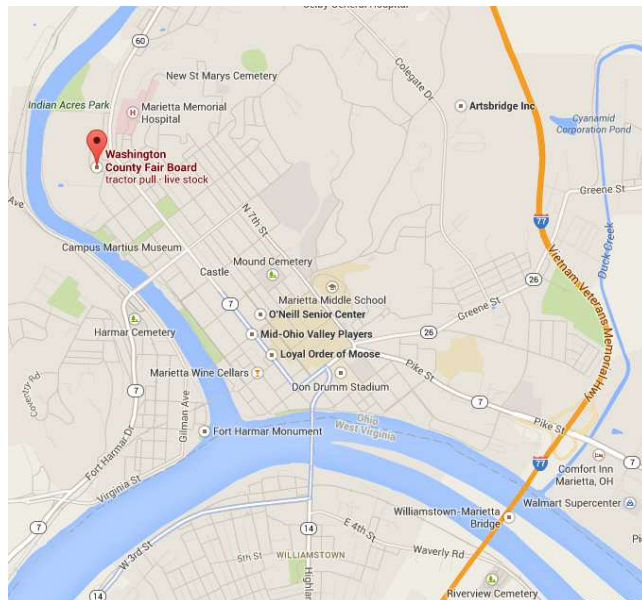 Selby General Hospital
60
New St Marys Cemetery
Colegate Dr
Indian Acres Park
Marietta Memorial
Hospital
H
Artsbridge Inc
Cyanamid
Corporation Pond
Washington
County Fair Board
tractor pull · live stock
Greene St
Ave
N 7th St
77
Campus Martius Museum
Mound Cemetery
Castle
Vietnam Veterans Memorial Hwy
Duck Creek
Marietta Middle School
26
7
O'Neill Senior Center
Greene St
Harmar Cemetery
Mid-Ohio Valley Players
26
Loyal Order of Moose
Marietta Wine Cellars
Pike St
Coventry Rd
7
Don Drumm Stadium
Gilman Ave
7
Ohio
West Virginia
Pike St
Fort Harmar Monument
Fort Harmar Dr
77
7
Comfort Inn
Marietta, OH
Virginia St
Walmart Supercenter
Williamstown-Marietta
Bridge
7
14
E 4th St
W 3rd St
5th St
WILLIAMSTOWN
Waverly Rd
Highlan
14
Riverview Cemetery